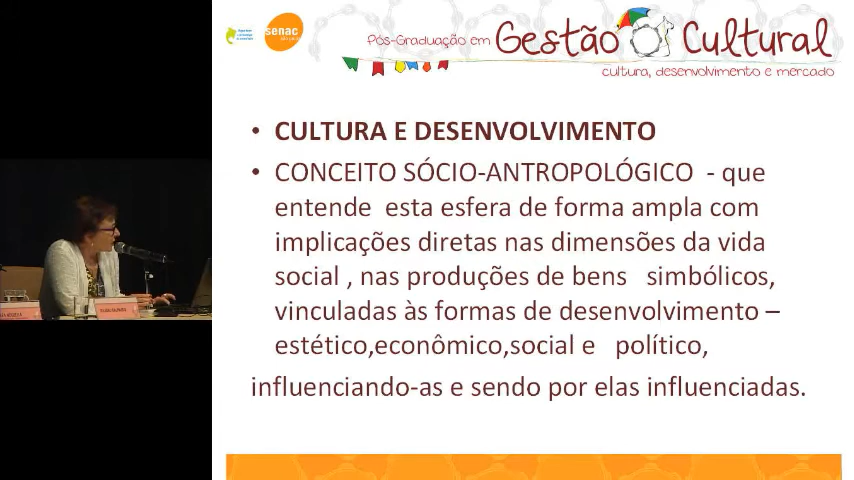 senac
Pós-Graduação em Gestão Cultural
cultura, desenvolvimento e mercado
• CULTURA E DESENVOLVIMENTO
• CONCEITO SÓCIO-ANTROPOLÓGICO - que
entende esta esfera de forma ampla com
implicações diretas nas dimensões da vida
social , nas produções de bens simbólicos,
vinculadas às formas de desenvolvimento –
estético,econômico,social e político,
influenciando-as e sendo por elas influenciadas.